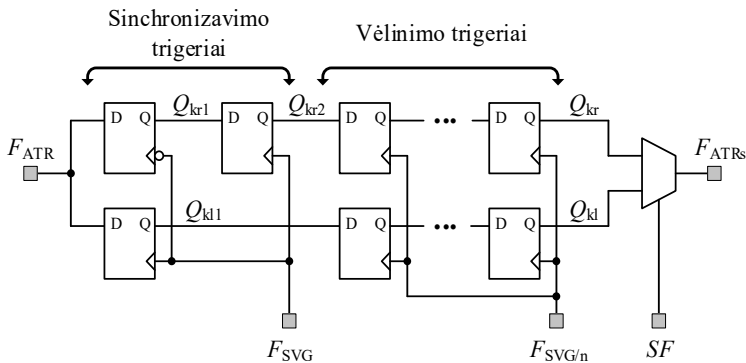 Sinchronizavimo
trigeriai
Vėlinimo trigeriai
D Q
Qkr1
D Q
Qkr2
D Q
•••
D Q
Qkr
FATR
FATRs
D Q
Qkl1
D Q
•••
D Q
Qkl
FSVG
FSVG/n
SF